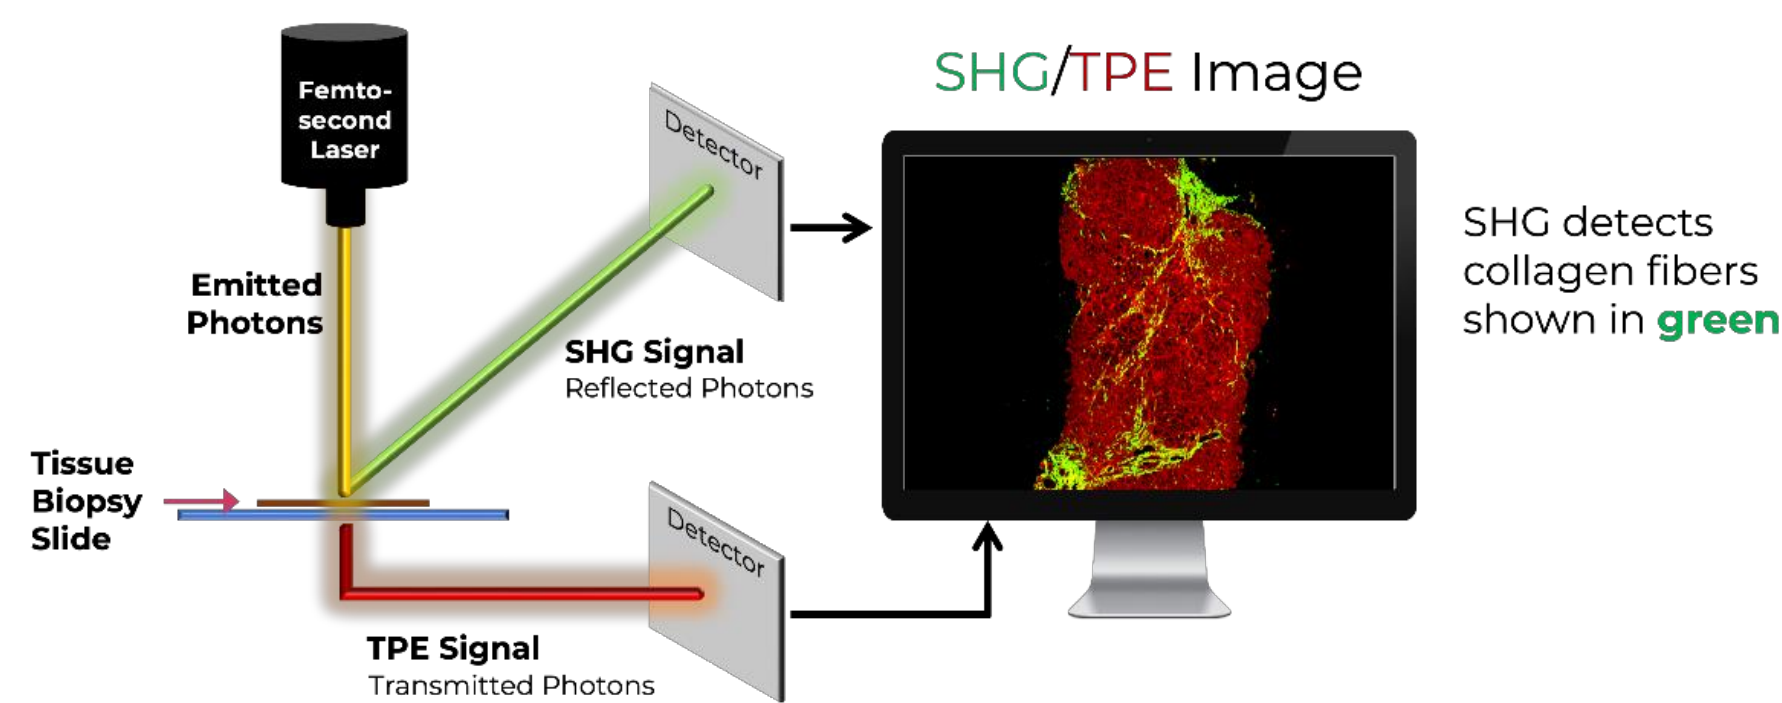 Femto-
second
Laser
Emitted
Photons
Tissue
Biopsy
Slide
Detector
SHG Signal
Reflected Photons
Detector
TPE Signal
Transmitted Photons
SHG/TPE Image
SHG detects
collagen fibers
shown in green